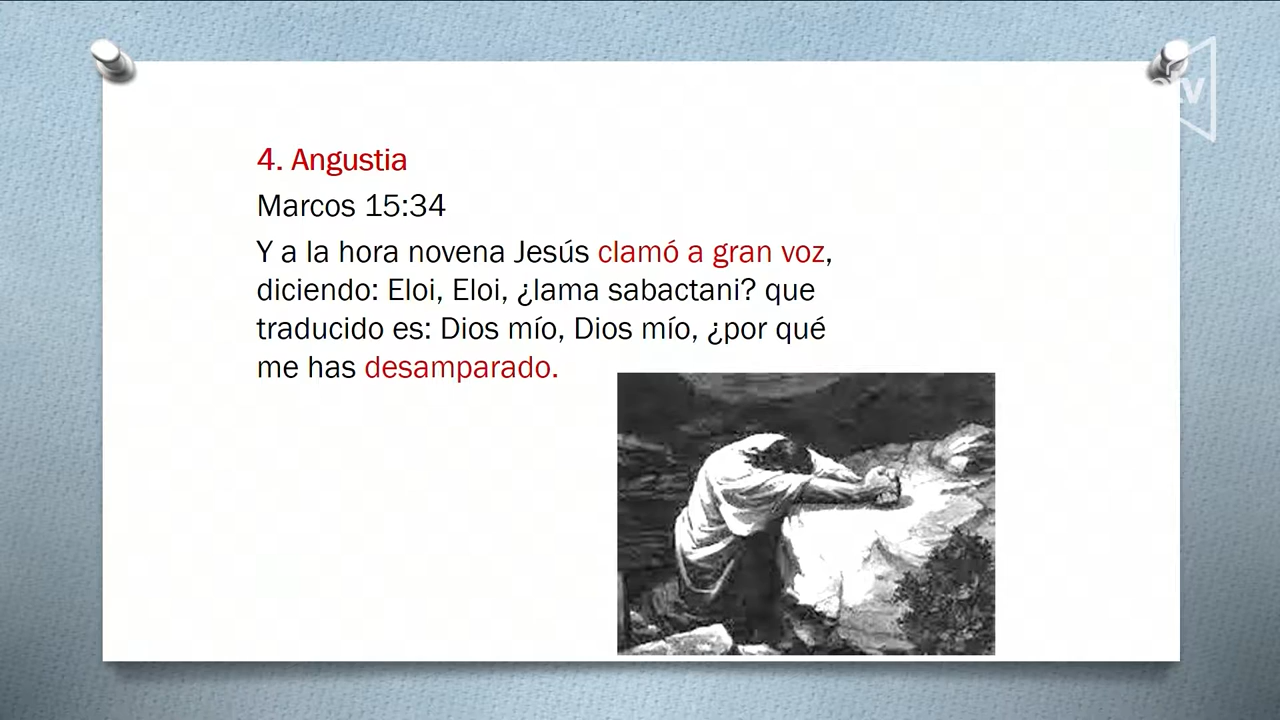 4. Angustia
Marcos 15:34
Y a la hora novena Jesús clamó a gran voz,
diciendo: Eloi, Eloi, ¿lama sabactani? que
traducido es: Dios mío, Dios mío, ¿por qué
me has desamparado.